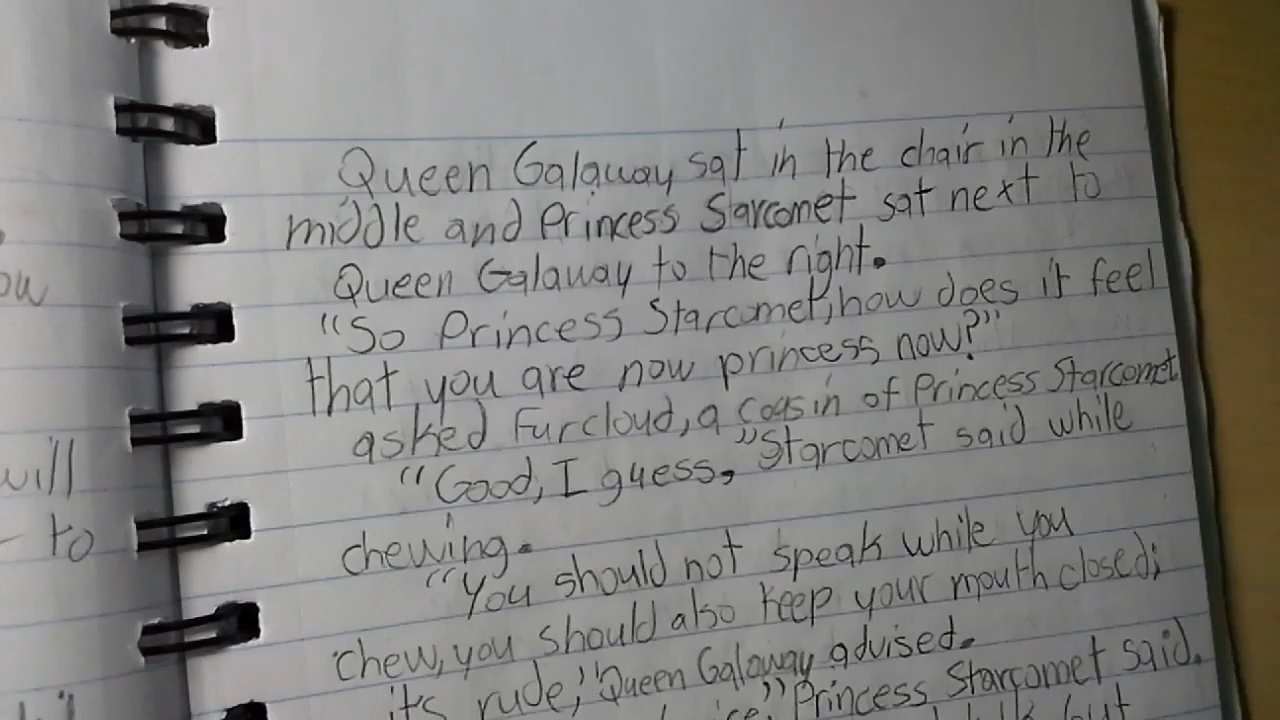 Queen Galaway sat in the chair in the
middle and Princess Starcomet sat next to
Queen Galaway to the right.
"So Princess Starcomet, how does it feel
that you are now princess now?"
asked Furcloud, a cousin of Princess Starcomet
"Good, I guess," Starcomet said while
chewing.
"You should not speak while you
chew, you should also keep your mouth closed;
it's rude," Queen Galaway advised.
Princess Starcomet said.
ou
will
to